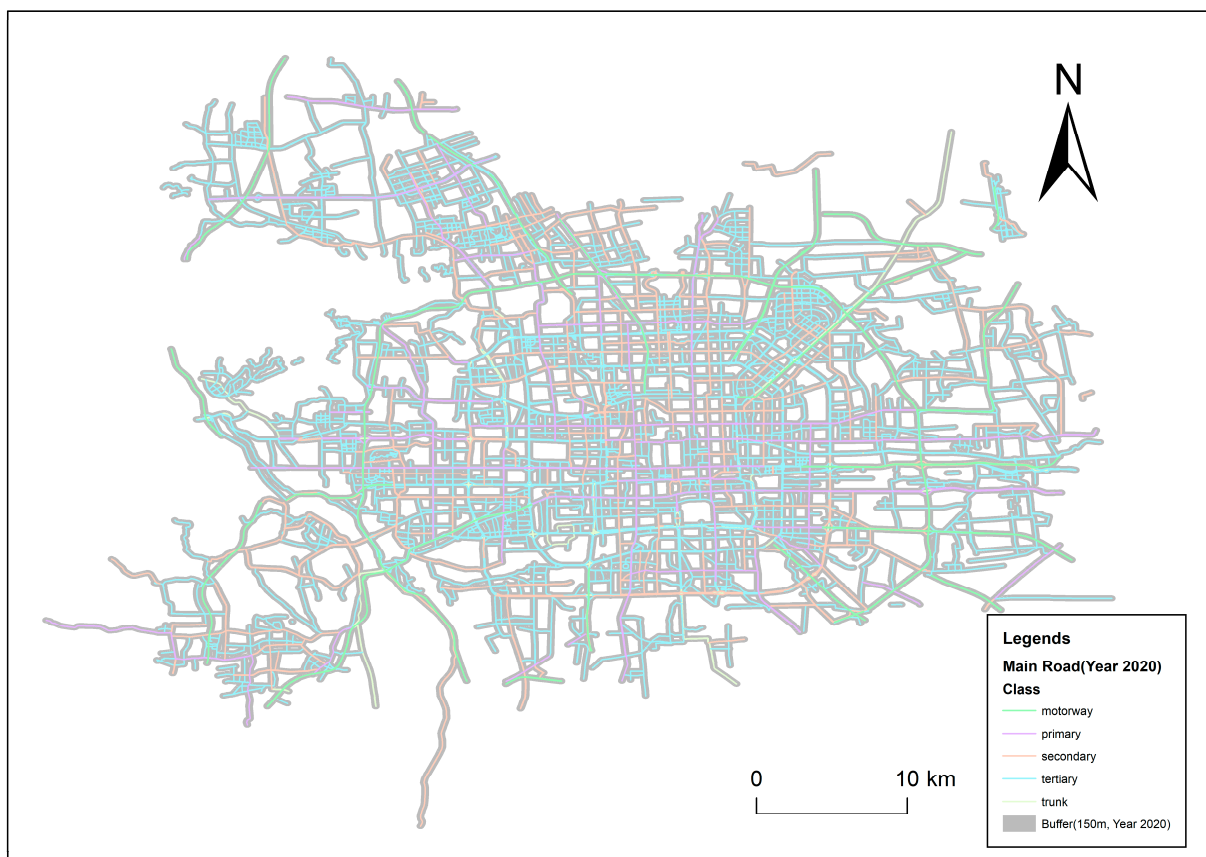 N
0 10 km
Legends
Main Road(Year 2020)
Class
motorway
primary
secondary
tertiary
trunk
Buffer(150m, Year 2020)